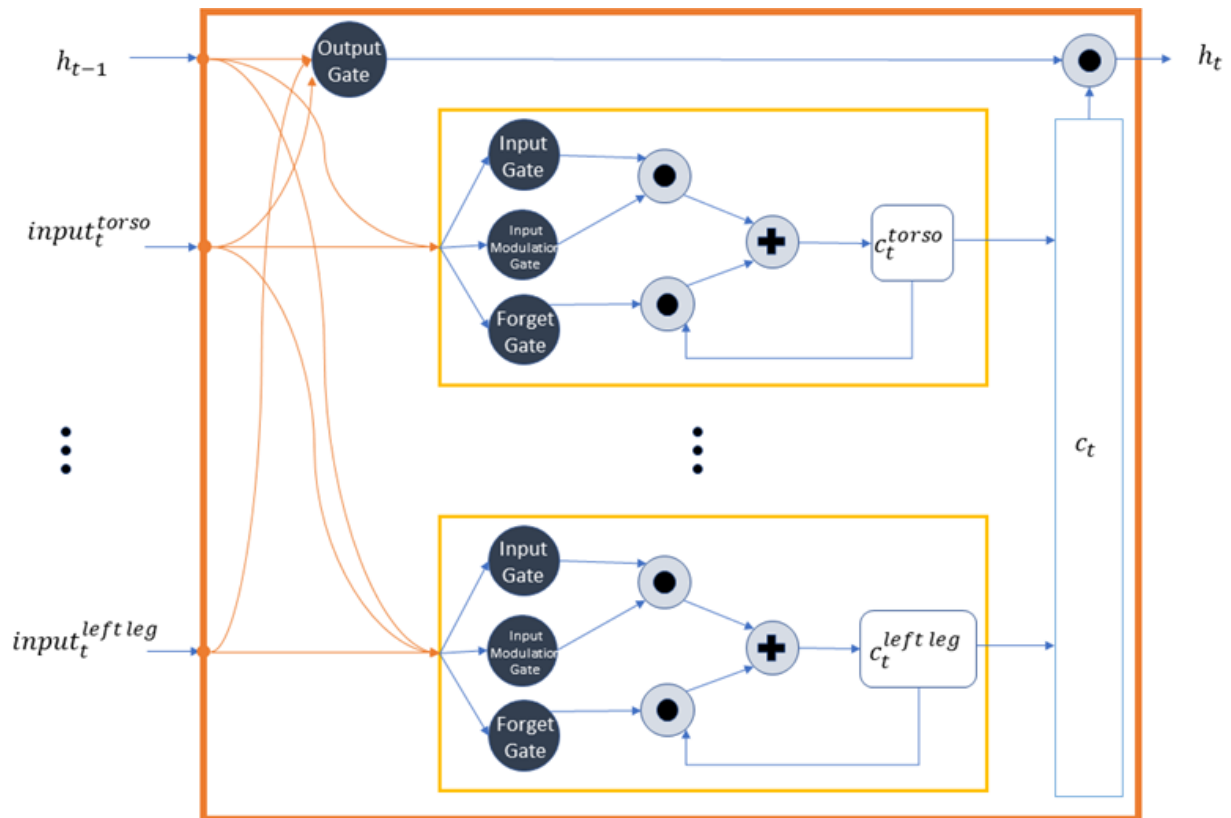 h_{t-1}
Output
Gate
h_t
Input
Gate
input_t^{torso}
Input
Modulation
Gate
c_t^{torso}
Forget
Gate
c_t
Input
Gate
input_t^{left leg}
Input
Modulation
Gate
c_t^{left leg}
Forget
Gate